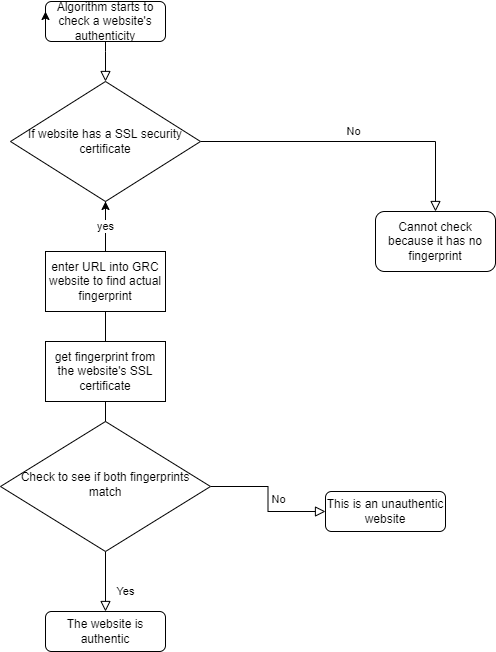 Algorithm starts to
check a website's
authenticity
If website has a SSL security
certificate
No
Cannot check
because it has no
fingerprint
yes
enter URL into GRC
website to find actual
fingerprint
get fingerprint from
the website's SSL
certificate
Check to see if both fingerprints
match
No
This is an unauthentic
website
Yes
The website is
authentic